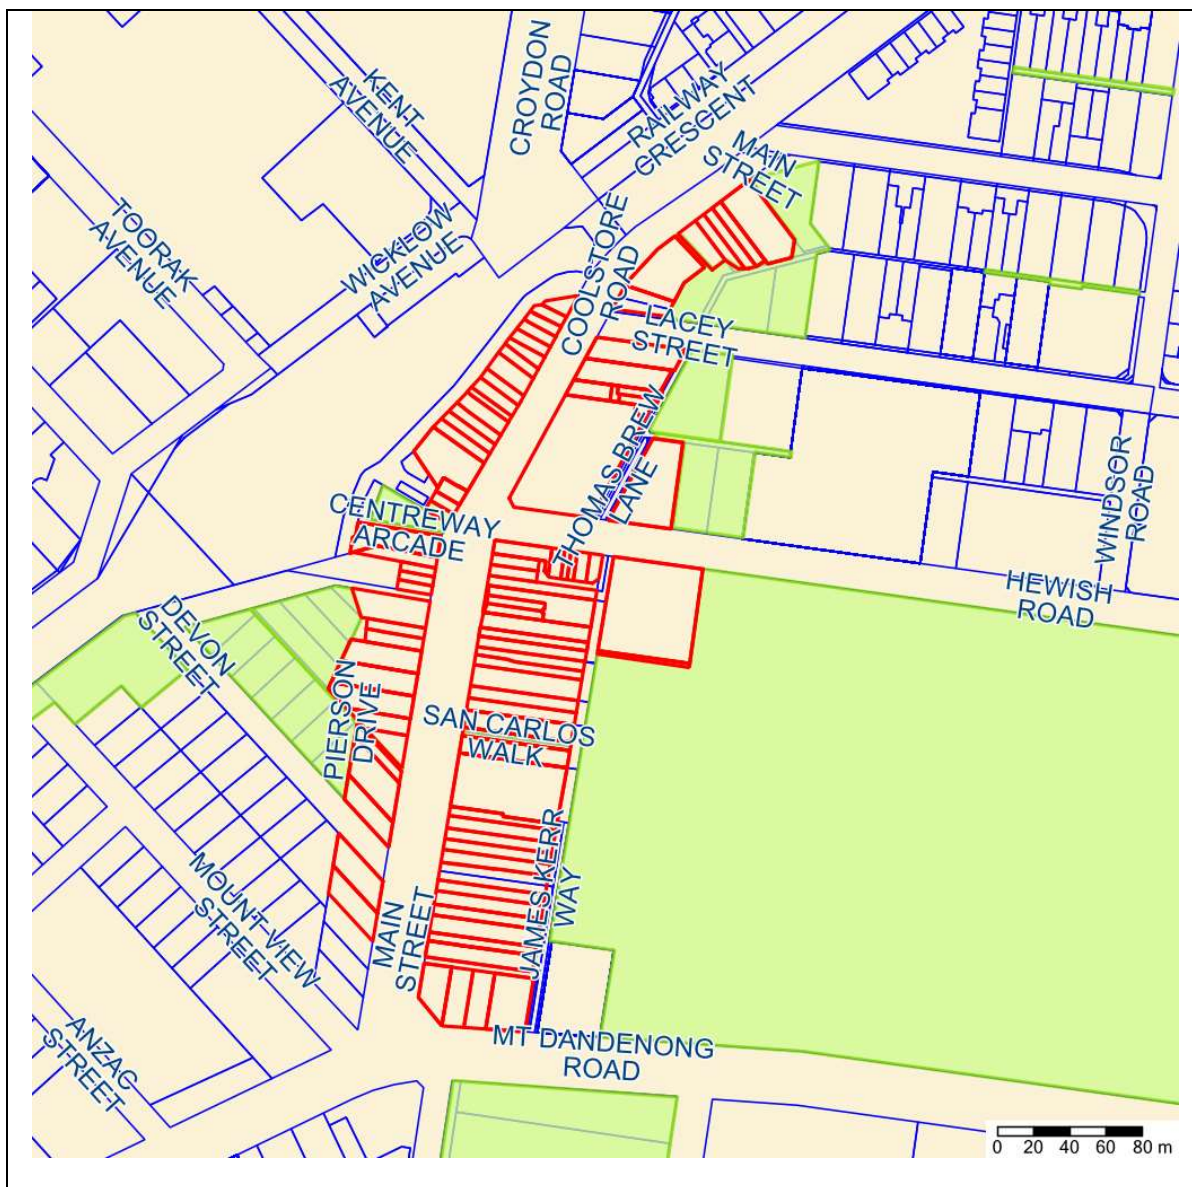 KENT
AVENUE
CROYDON
ROAD
RAILWAY
CRESCENT
MAIN
STREET
TOORAK
AVENUE
WICKLOW
AVENUE
COOLSTORE
ROAD
LACEY
STREET
THOMAS BREW
LANE
WINDSOR
ROAD
CENTREWAY
ARCADE
HEWISH
ROAD
DEVON
STREET
PIERSON
DRIVE
SAN CARLOS
WALK
JAMES KERR
WAY
MOUNT VIEW
STREET
MAIN
STREET
ANZAC
STREET
MT DANDENONG
ROAD
0 20 40 60 80 m